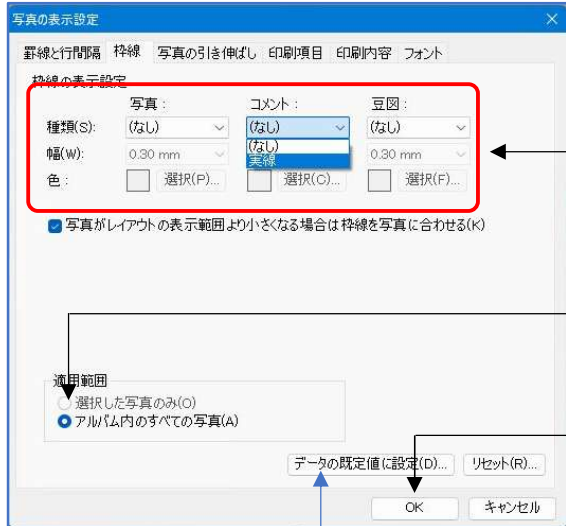 写真の表示設定
罫線と行間隔 枠線 写真の引き伸ばし 印刷項目 印刷内容 フォント
枠線の表示設定
写真： コメント： 豆図：
種類(S): (なし) (なし) (なし)
(なし)
幅(W): 0.30 mm 0.30 mm
実線
色： 選択(P)... 選択(C)... 選択(F)...
写真がレイアウトの表示範囲より小さくなる場合は枠線を写真に合わせる(K)
適用範囲
選択した写真のみ(O)
アルバム内のすべての写真(A)
データの既定値に設定(D)... リセット(R)...
OK キャンセル